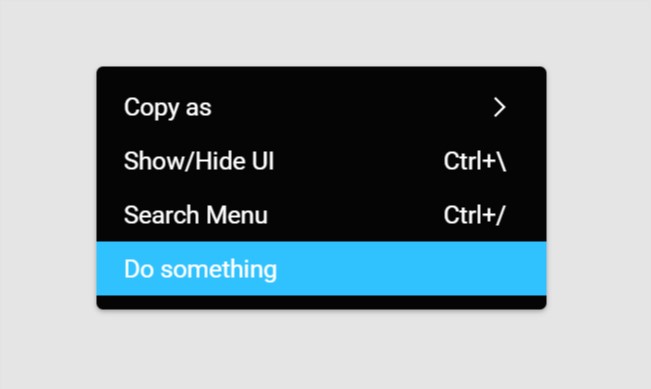 Copy as
Show/Hide UI Ctrl+\
Search Menu Ctrl+/
Do something